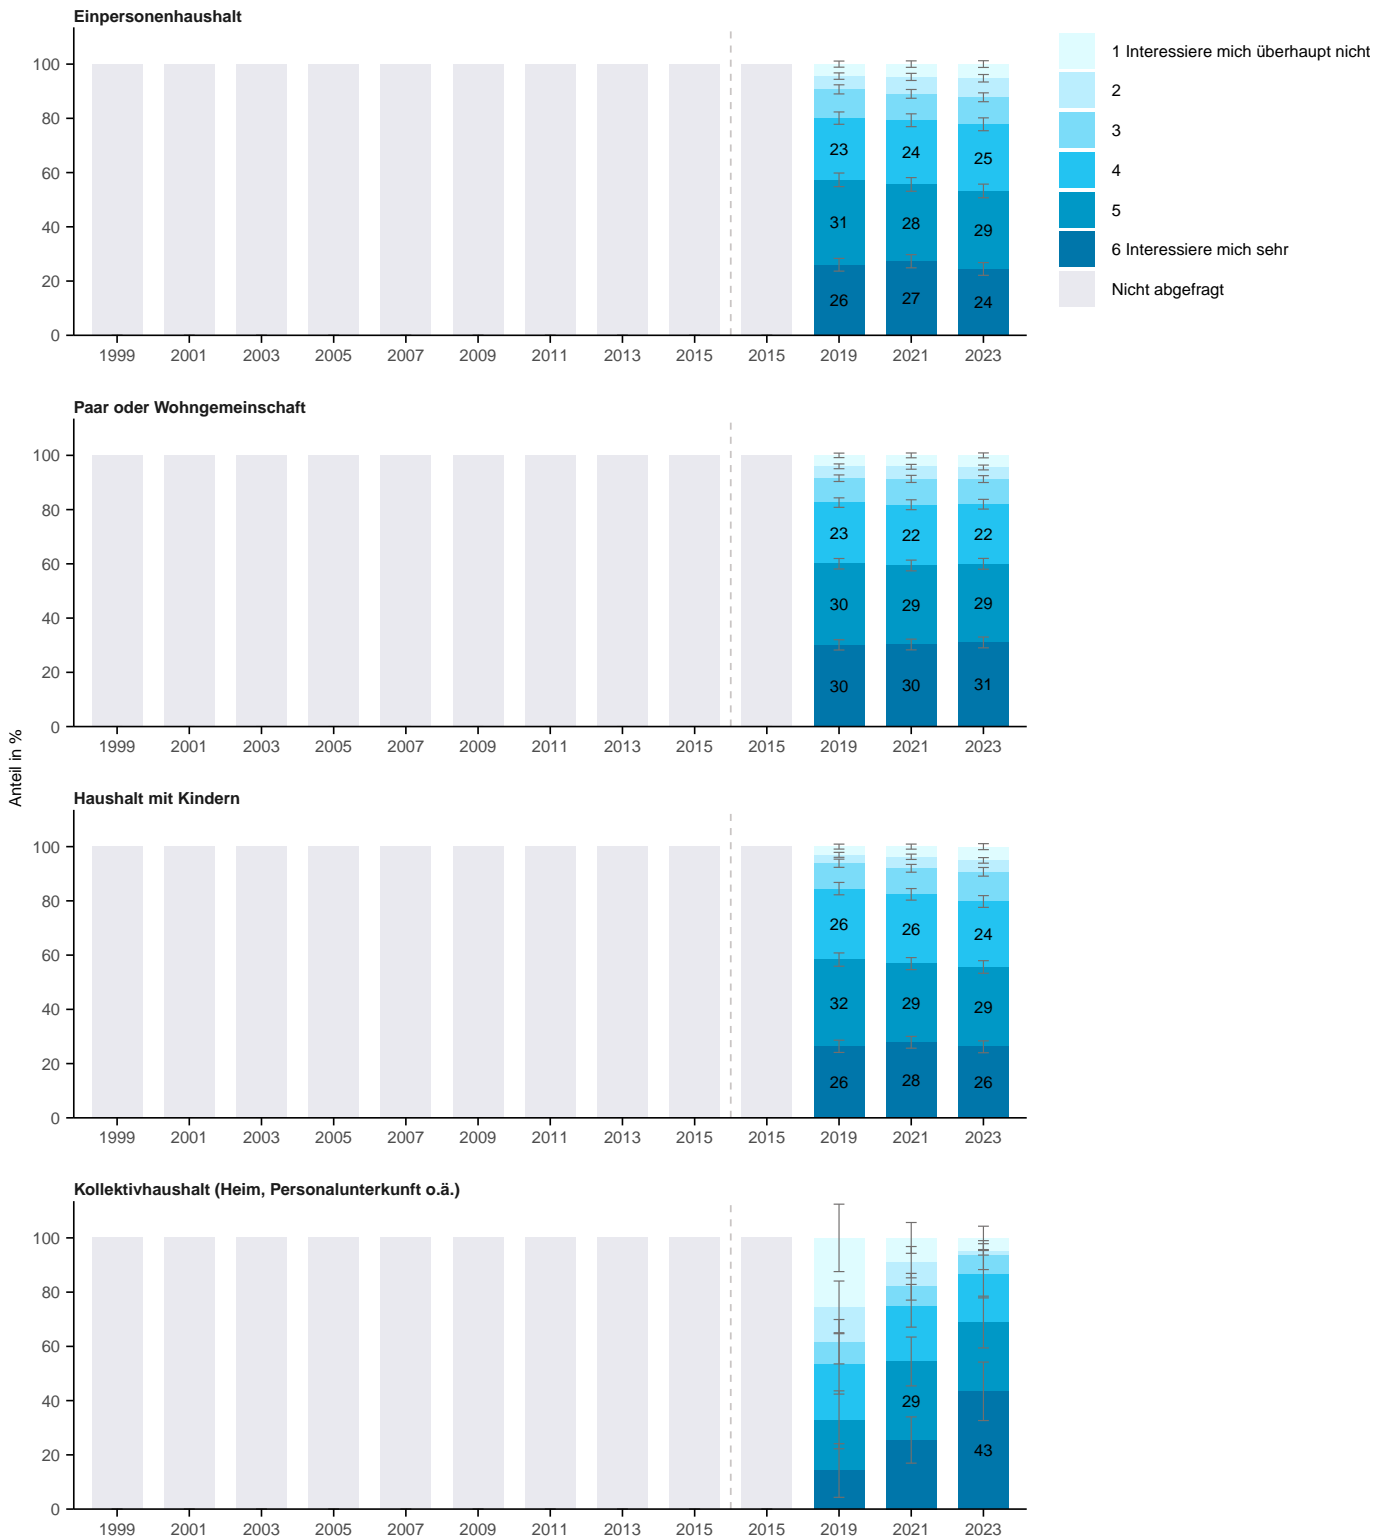 Einpersonenhaushalt
1 Interessiere mich überhaupt nicht
2
3
4
5
6 Interessiere mich sehr
Nicht abgefragt
100
80
60
40
20
0
23 24 25
31 28 29
26 27 24
1999 2001 2003 2005 2007 2009 2011 2013 2015 2015 2019 2021 2023
Paar oder Wohngemeinschaft
100
80
60
40
20
0
23 22 22
30 29 29
30 30 31
1999 2001 2003 2005 2007 2009 2011 2013 2015 2015 2019 2021 2023
Anteil in %
Haushalt mit Kindern
100
80
60
40
20
0
26 26 24
32 29 29
26 28 26
1999 2001 2003 2005 2007 2009 2011 2013 2015 2015 2019 2021 2023
Kollektivhaushalt (Heim, Personalunterkunft o.ä.)
100
80
60
40
20
0
29
43
1999 2001 2003 2005 2007 2009 2011 2013 2015 2015 2019 2021 2023